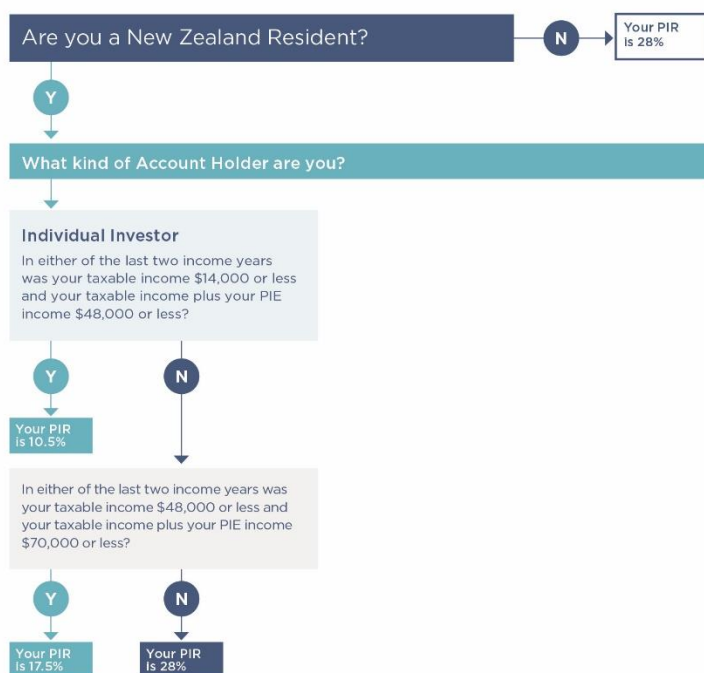 Are you a New Zealand Resident?
N
Your PIR
is 28%
Y
What kind of Account Holder are you?
Individual Investor
In either of the last two income years
was your taxable income $14,000 or less
and your taxable income plus your PIE
income $48,000 or less?
Y
N
Your PIR
is 10.5%
In either of the last two income years was
your taxable income $48,000 or less and
your taxable income plus your PIE income
$70,000 or less?
Y
N
Your PIR
is 17.5%
Your PIR
is 28%